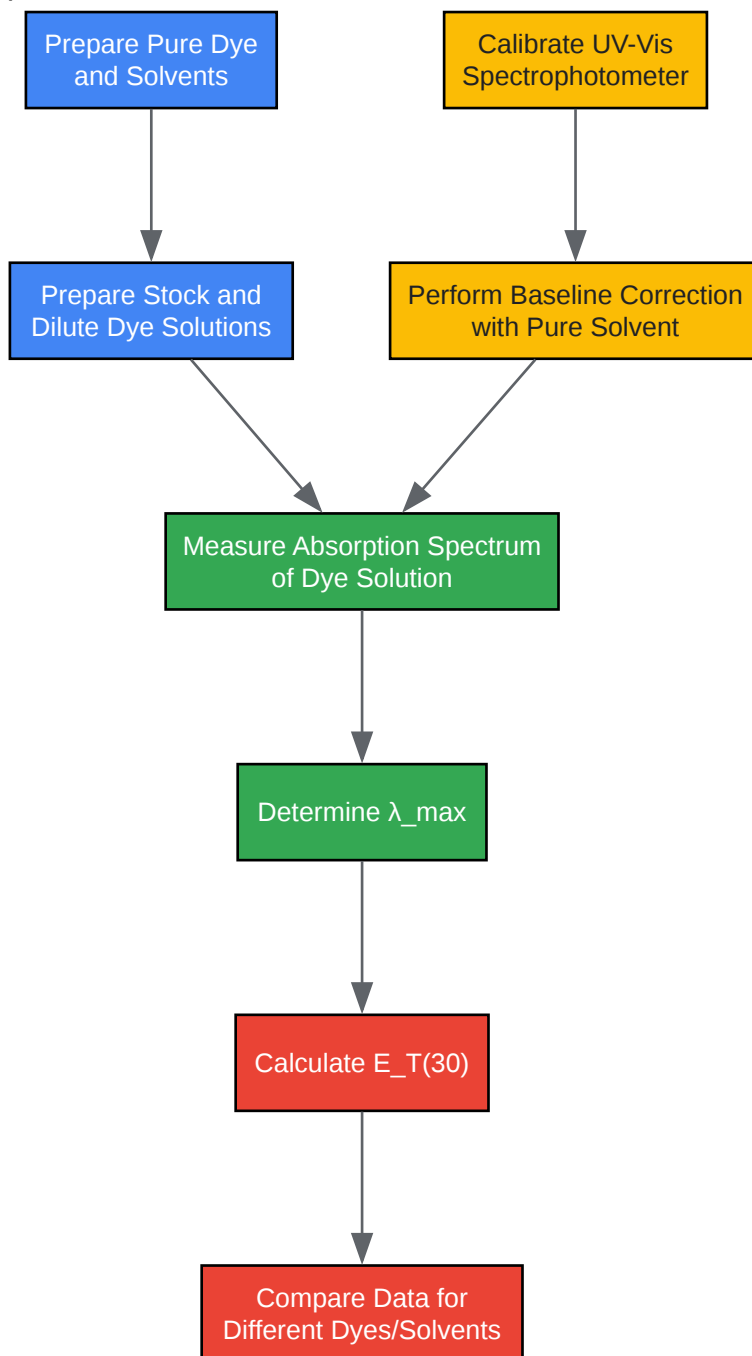 Prepare Pure Dye
and Solvents
Calibrate UV-Vis
Spectrophotometer
Prepare Stock and
Dilute Dye Solutions
Perform Baseline Correction
with Pure Solvent
Measure Absorption Spectrum
of Dye Solution
Determine λ_max
Calculate E_T(30)
Compare Data for
Different Dyes/Solvents